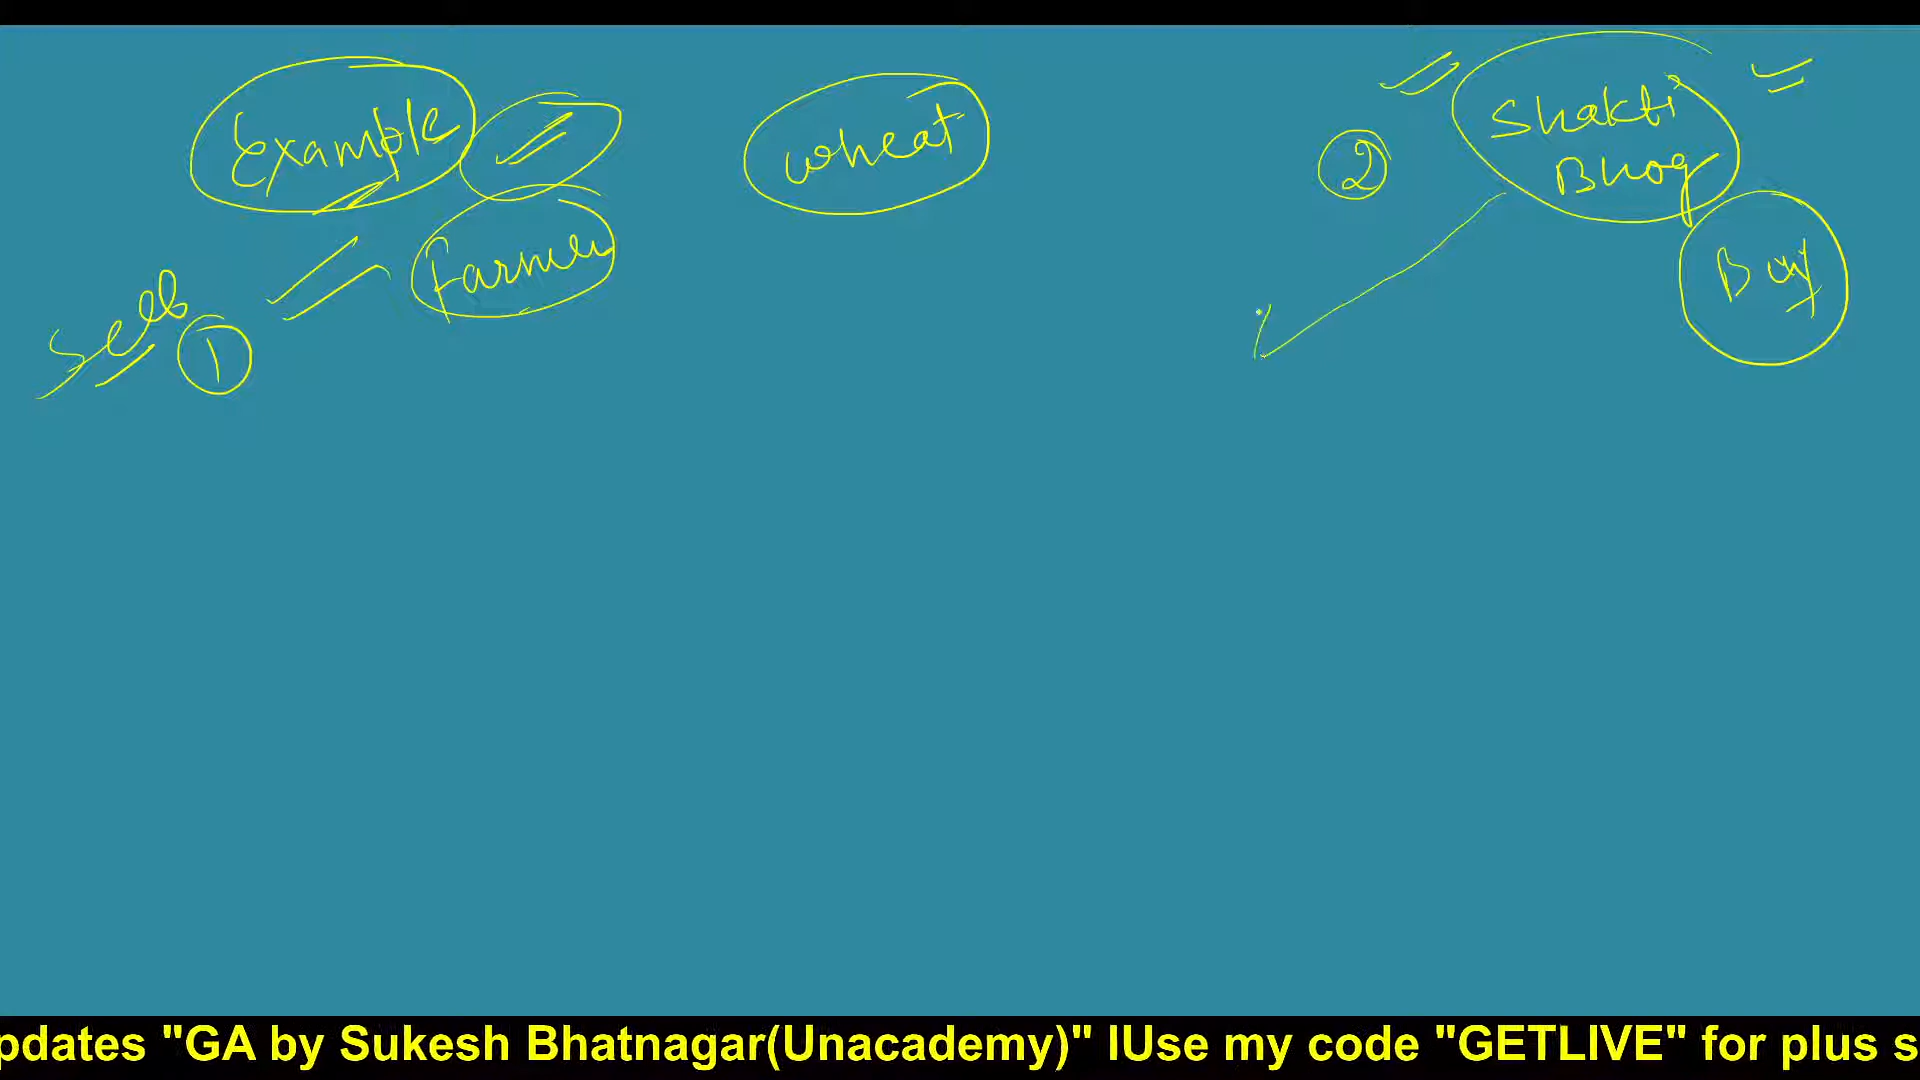 Example
wheat
②
Shakti
Bhog
farmer
Buy
Sell
①
pdates "GA by Sukesh Bhatnagar(Unacademy)" IUse my code "GETLIVE" for plus s